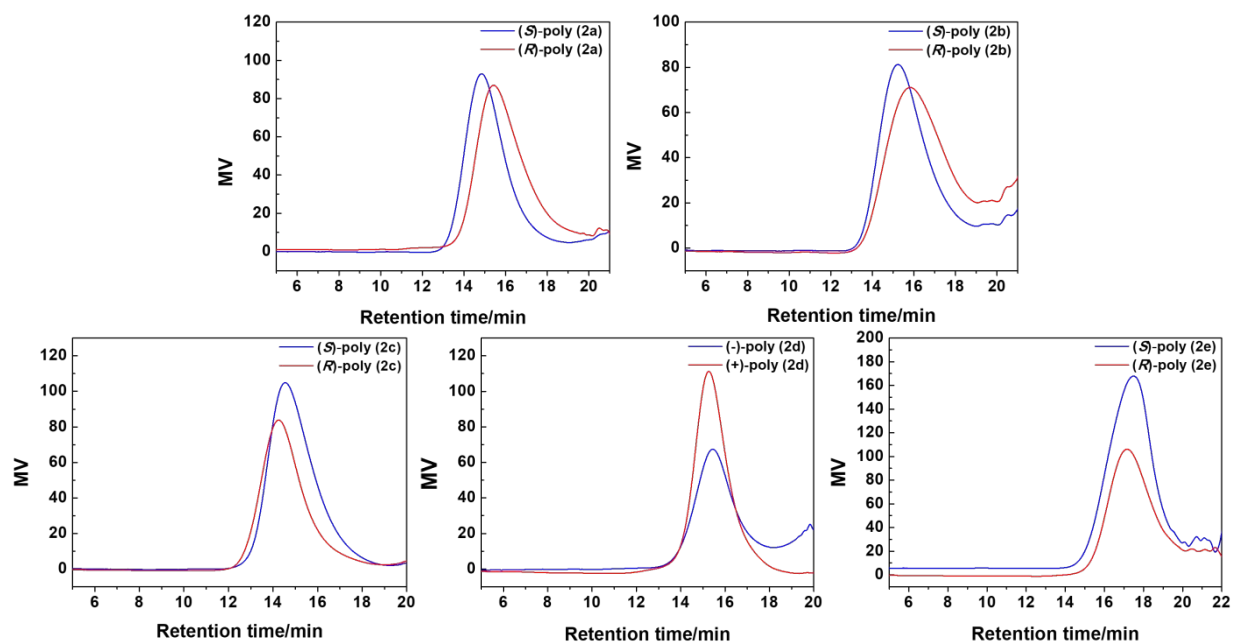 120
100
80
60
40
20
0
MV
(S)-poly (2a)
(R)-poly (2a)
6 8 10 12 14 16 18 20
Retention time/min
100
80
60
40
20
0
MV
(S)-poly (2b)
(R)-poly (2b)
6 8 10 12 14 16 18 20
Retention time/min
120
100
80
60
40
20
0
MV
(S)-poly (2c)
(R)-poly (2c)
6 8 10 12 14 16 18 20
Retention time/min
120
100
80
60
40
20
0
MV
(-)-poly (2d)
(+)-poly (2d)
6 8 10 12 14 16 18 20
Retention time/min
200
180
160
140
120
100
80
60
40
20
0
MV
(S)-poly (2e)
(R)-poly (2e)
6 8 10 12 14 16 18 20 22
Retention time/min